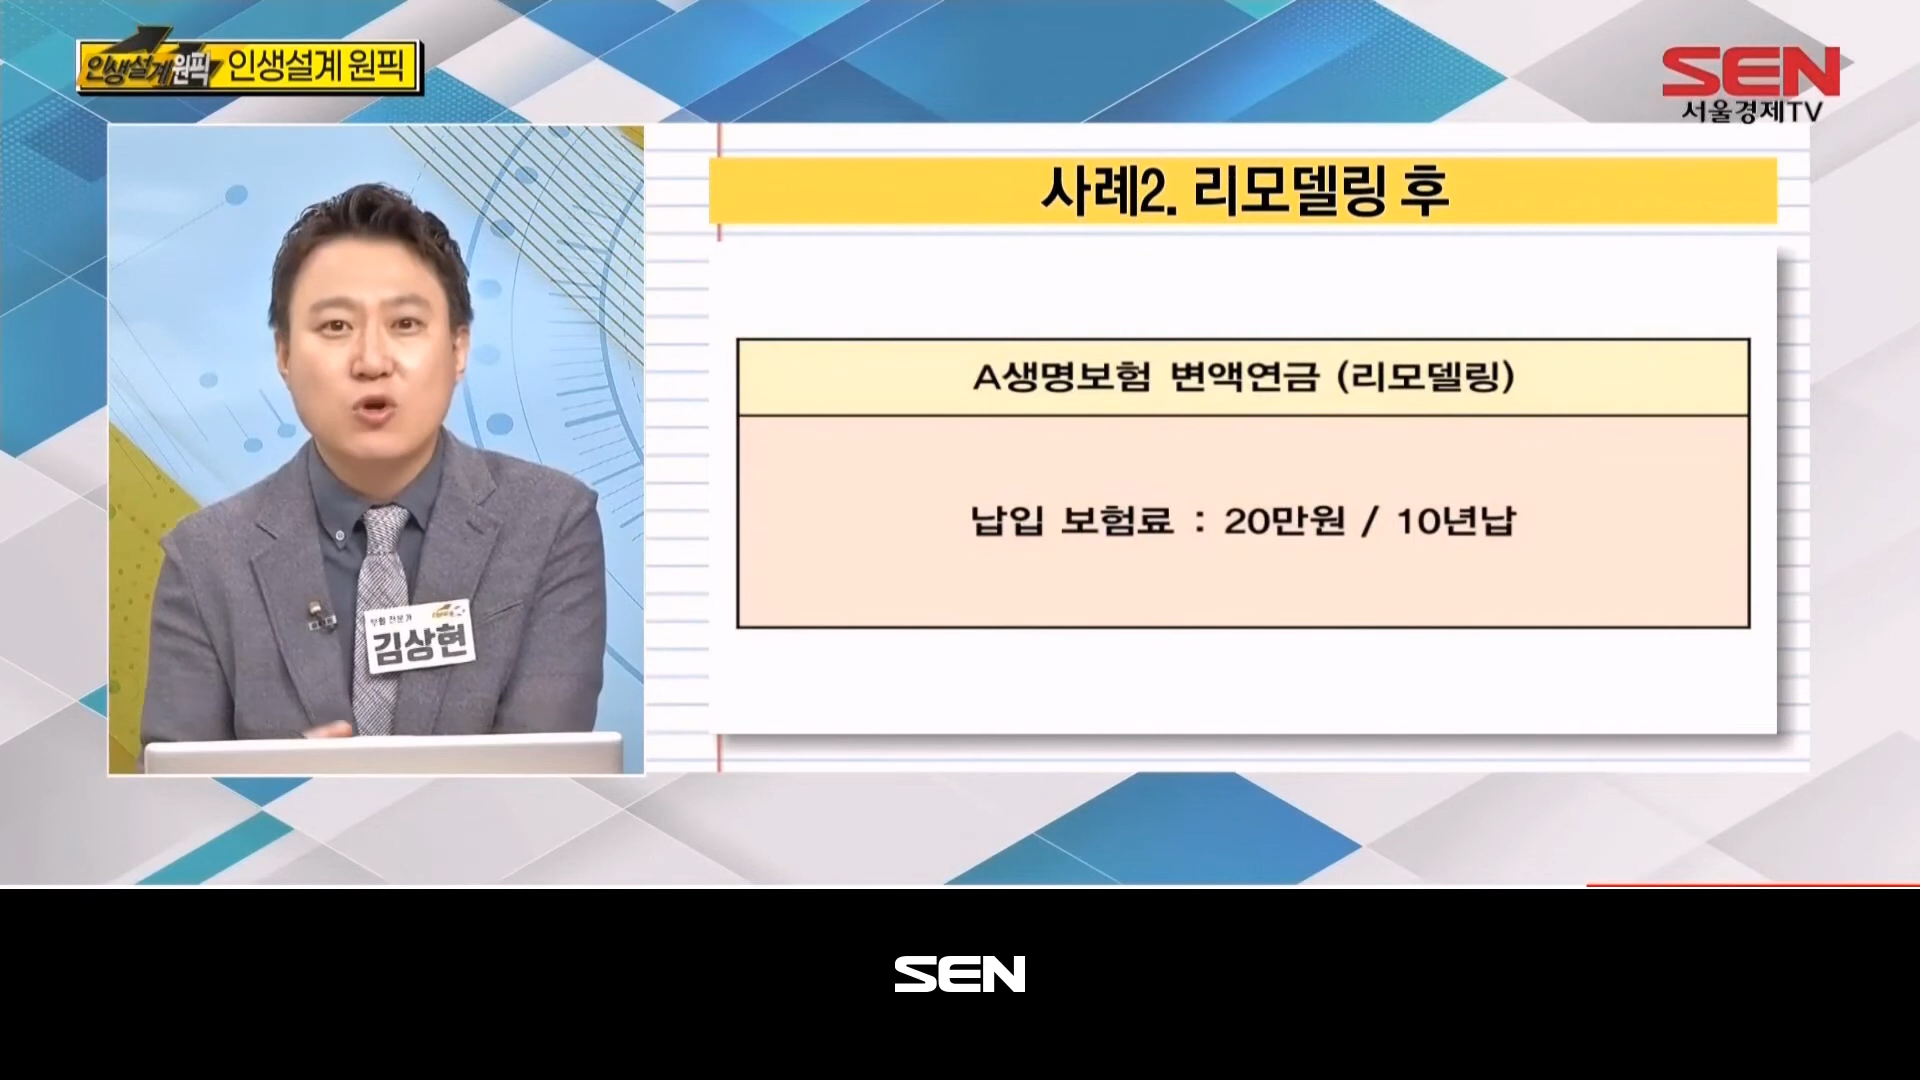 인생설계원픽 인생설계 원픽
SEN
서울경제TV
사례2. 리모델링 후
A생명보험 변액연금 (리모델링)
납입 보험료 : 20만원 / 10년납
전문가
김상현
SEN